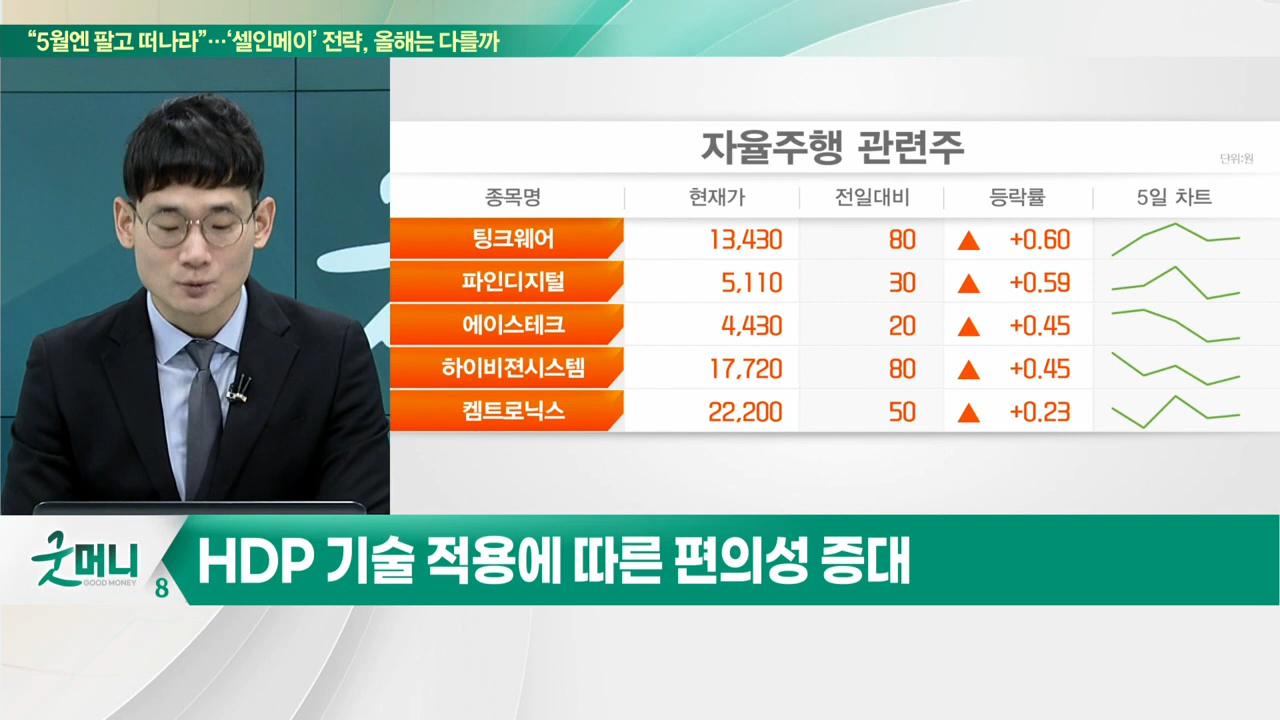 “5월엔 팔고 떠나라”…‘셀인메이’ 전략, 올해는 다를까
자율주행 관련주
단위:원
종목명 현재가 전일대비 등락률 5일 차트
팅크웨어 13,430 80 ▲ +0.60
파인디지털 5,110 30 ▲ +0.59
에이스테크 4,430 20 ▲ +0.45
하이비젼시스템 17,720 80 ▲ +0.45
켐트로닉스 22,200 50 ▲ +0.23
굿머니
GOOD MONEY
8
HDP 기술 적용에 따른 편의성 증대